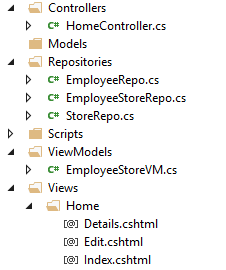 Controllers
C# HomeController.cs
Models
Repositories
C# EmployeeRepo.cs
C# EmployeeStoreRepo.cs
C# StoreRepo.cs
Scripts
ViewModels
C# EmployeeStoreVM.cs
Views
Home
[@] Details.cshtml
[@] Edit.cshtml
[@] Index.cshtml